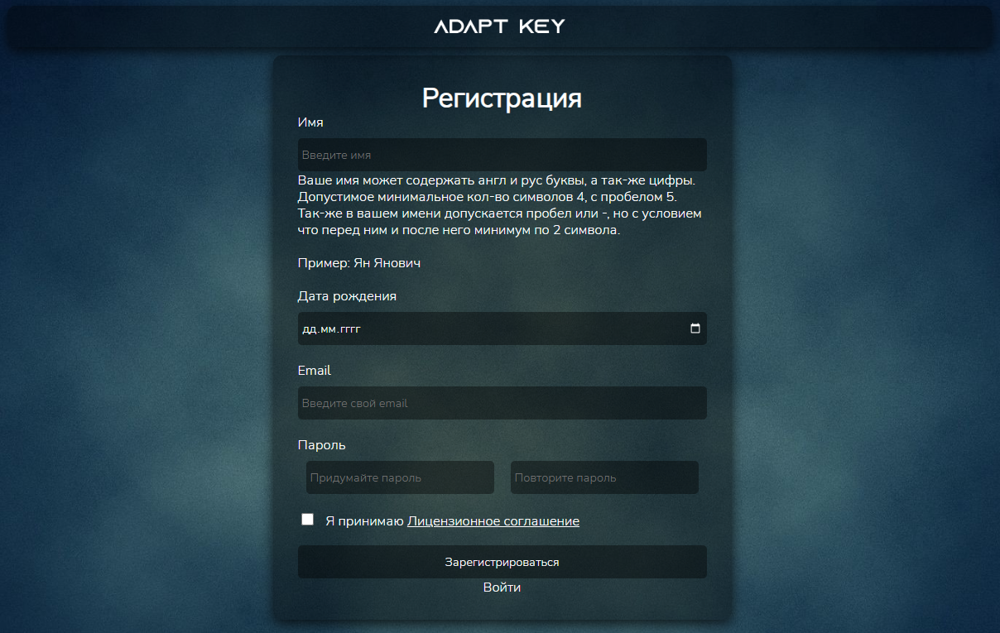 ADAPT KEY
Регистрация
Имя
Введите имя
Ваше имя может содержать англ и рус буквы, а так-же цифры.
Допустимое минимальное кол-во символов 4, с пробелом 5.
Так-же в вашем имени допускается пробел или -, но с условием
что перед ним и после него минимум по 2 символа.
Пример: Ян Янович
Дата рождения
дд.мм.гггг
Email
Введите свой email
Пароль
Придумайте пароль Повторите пароль
Я принимаю Лицензионное соглашение
Зарегистрироваться
Войти